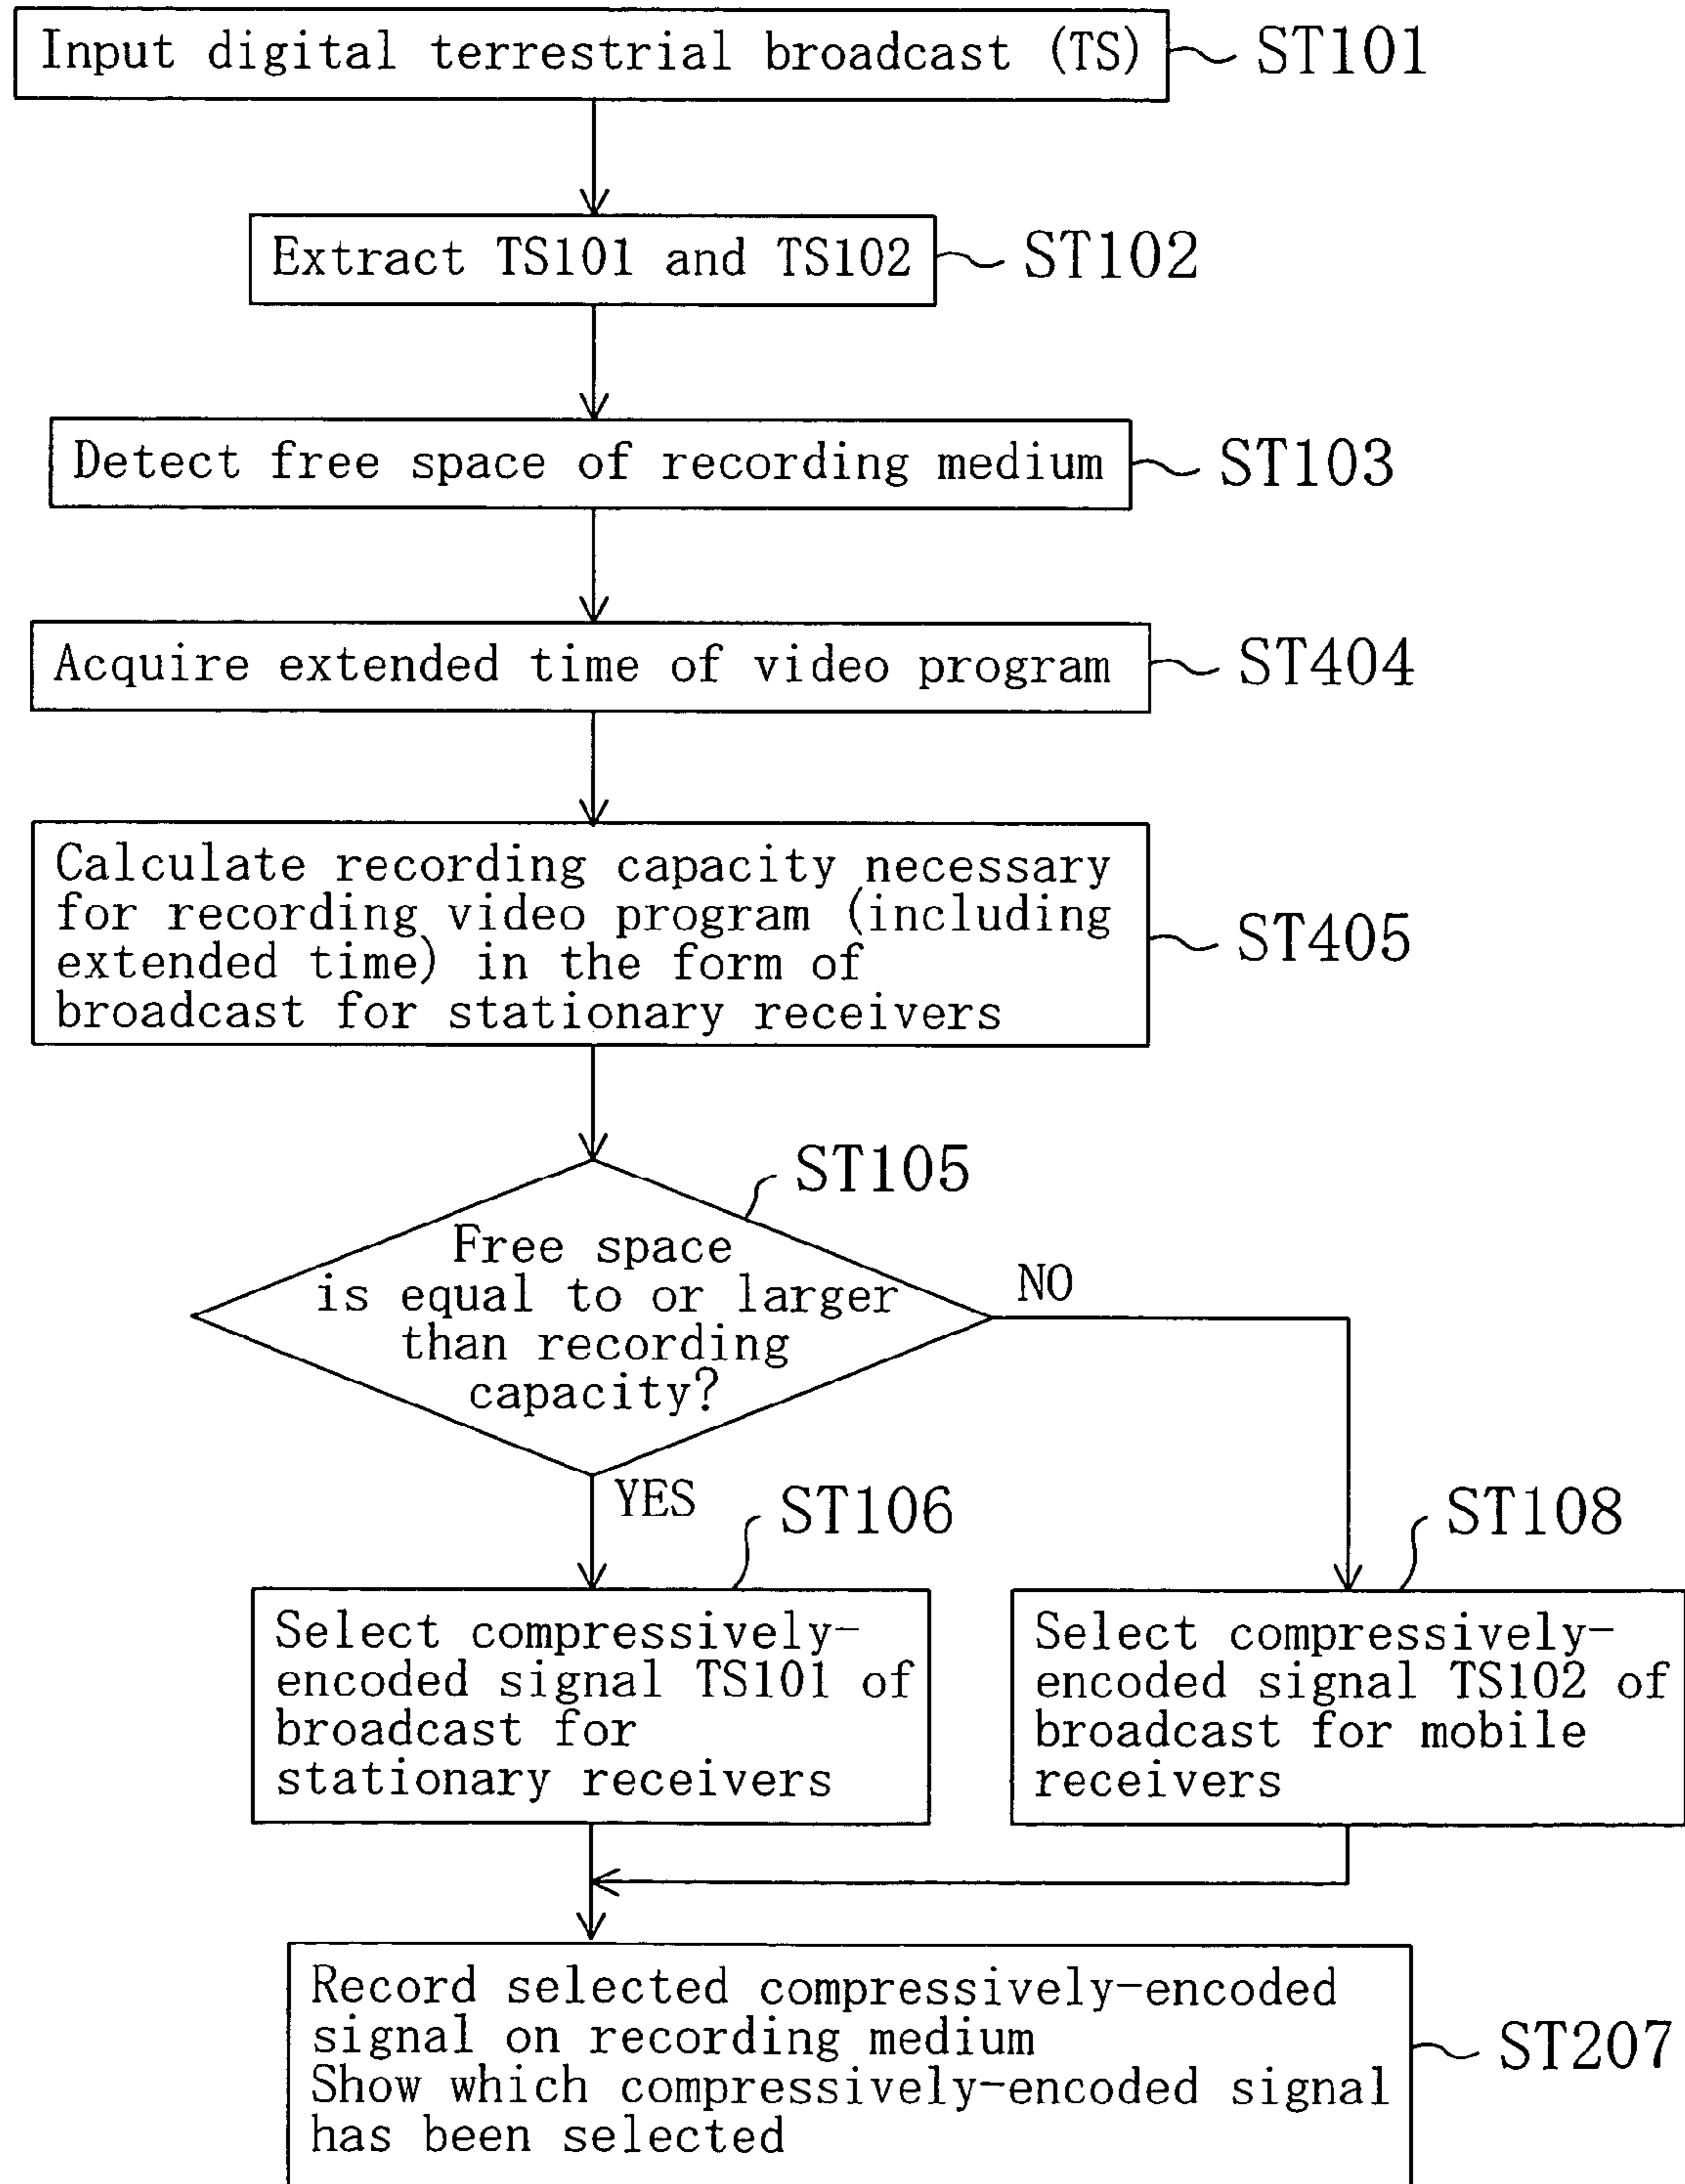 Input digital terrestrial broadcast (TS)
ST101
Extract TS101 and TS102
ST102
Detect free space of recording medium
ST103
Acquire extended time of video program
ST404
Calculate recording capacity necessary
for recording video program (including
extended time) in the form of
broadcast for stationary receivers
ST405
ST105
Free space
is equal to or larger
than recording
capacity?
NO
YES
ST106
Select compressively-
encoded signal TS101 of
broadcast for
stationary receivers
ST108
Select compressively-
encoded signal TS102 of
broadcast for mobile
receivers
Record selected compressively-encoded
signal on recording medium
Show which compressively-encoded signal
has been selected
ST207